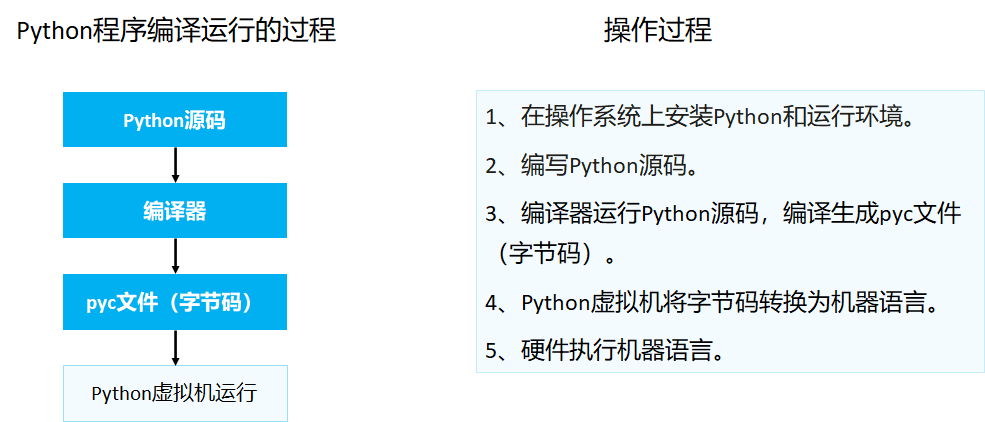 Python程序编译运行的过程
Python源码
编译器
pyc文件（字节码）
Python虚拟机运行
操作过程
1、在操作系统上安装Python和运行环境。
2、编写Python源码。
3、编译器运行Python源码，编译生成pyc文件
（字节码）。
4、Python虚拟机将字节码转换为机器语言。
5、硬件执行机器语言。